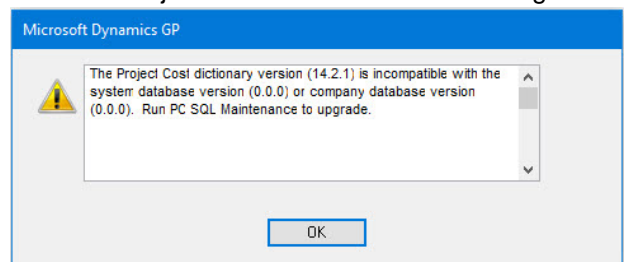 Microsoft Dynamics GP
The Project Cost dictionary version (14.2.1) is incompatible with the
system database version (0.0.0) or company database version
(0.0.0). Run PC SQL Maintenance to upgrade.
OK